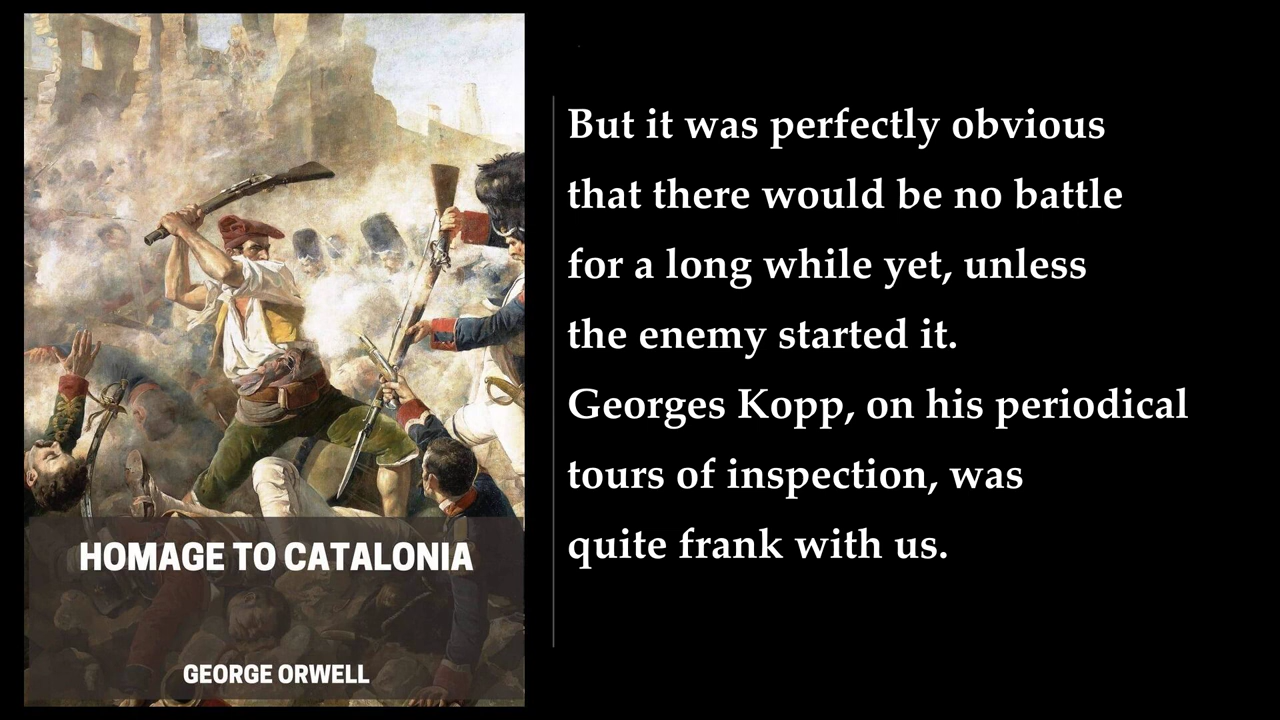 HOMAGE TO CATALONIA
GEORGE ORWELL
But it was perfectly obvious
that there would be no battle
for a long while yet, unless
the enemy started it.
Georges Kopp, on his periodical
tours of inspection, was
quite frank with us.